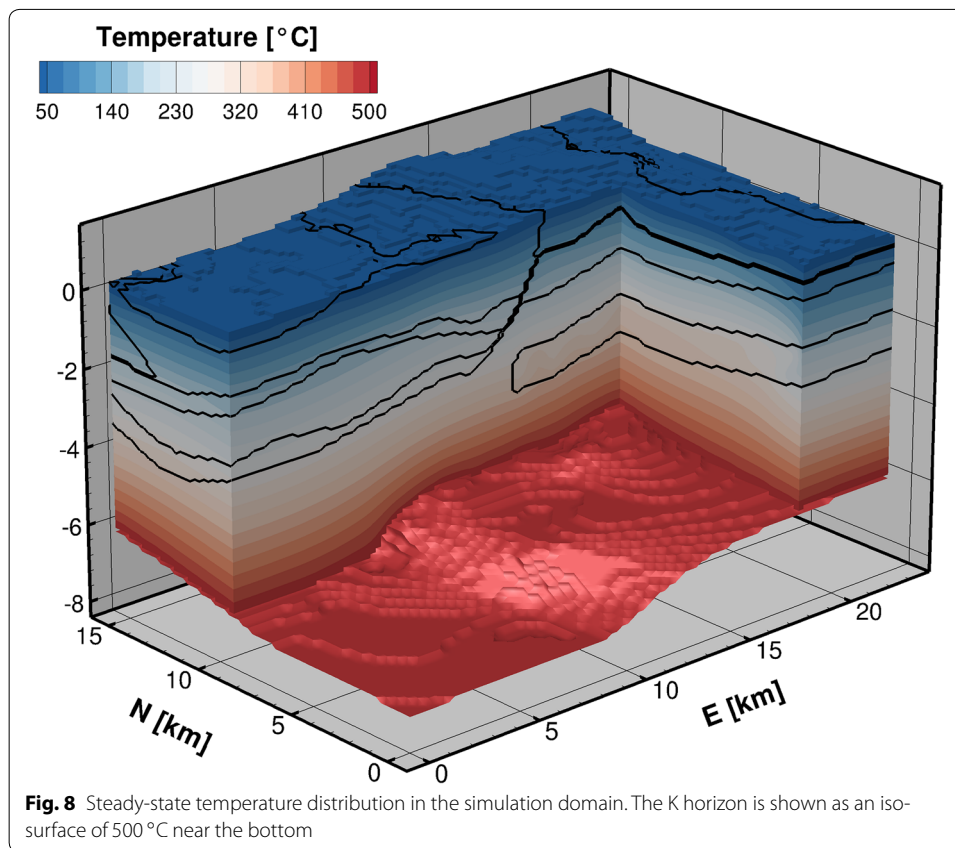 Temperature [°C]
50 140 230 320 410 500
0
-2
-4
-6
-8
15
10
5
0
N [km]
0
5
10
15
20
E [km]
Fig. 8 Steady-state temperature distribution in the simulation domain. The K horizon is shown as an iso-
surface of 500 °C near the bottom